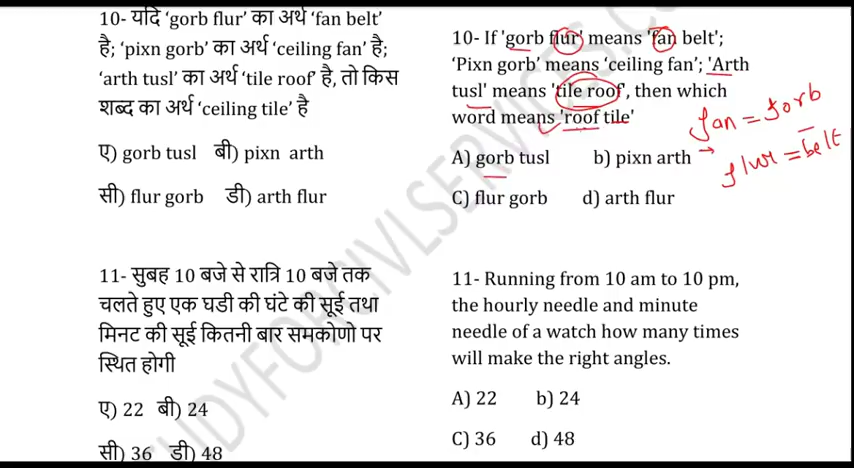 10- यदि ‘gorb flur’ का अर्थ ‘fan belt’
है; ‘pixn gorb’ का अर्थ ‘ceiling fan’ है;
‘arth tusl’ का अर्थ ‘tile roof’ है, तो किस
शब्द का अर्थ ‘ceiling tile’ है
ए) gorb tusl बी) pixn arth
सी) flur gorb डी) arth flur
11- सुबह 10 बजे से रात्रि 10 बजे तक
चलते हुए एक घडी की घंटे की सूई तथा
मिनट की सूई कितनी बार समकोणो पर
स्थित होगी
ए) 22 बी) 24
सी) 36 डी) 48
10- If 'gorb flur' means 'fan belt';
‘Pixn gorb’ means ‘ceiling fan’; 'Arth
tusl' means 'tile roof', then which
word means 'roof tile'
A) gorb tusl b) pixn arth
C) flur gorb d) arth flur
fan = gorb
flur = belt
11- Running from 10 am to 10 pm,
the hourly needle and minute
needle of a watch how many times
will make the right angles.
A) 22 b) 24
C) 36 d) 48
STUDYFORCIVLSERVICES.COM